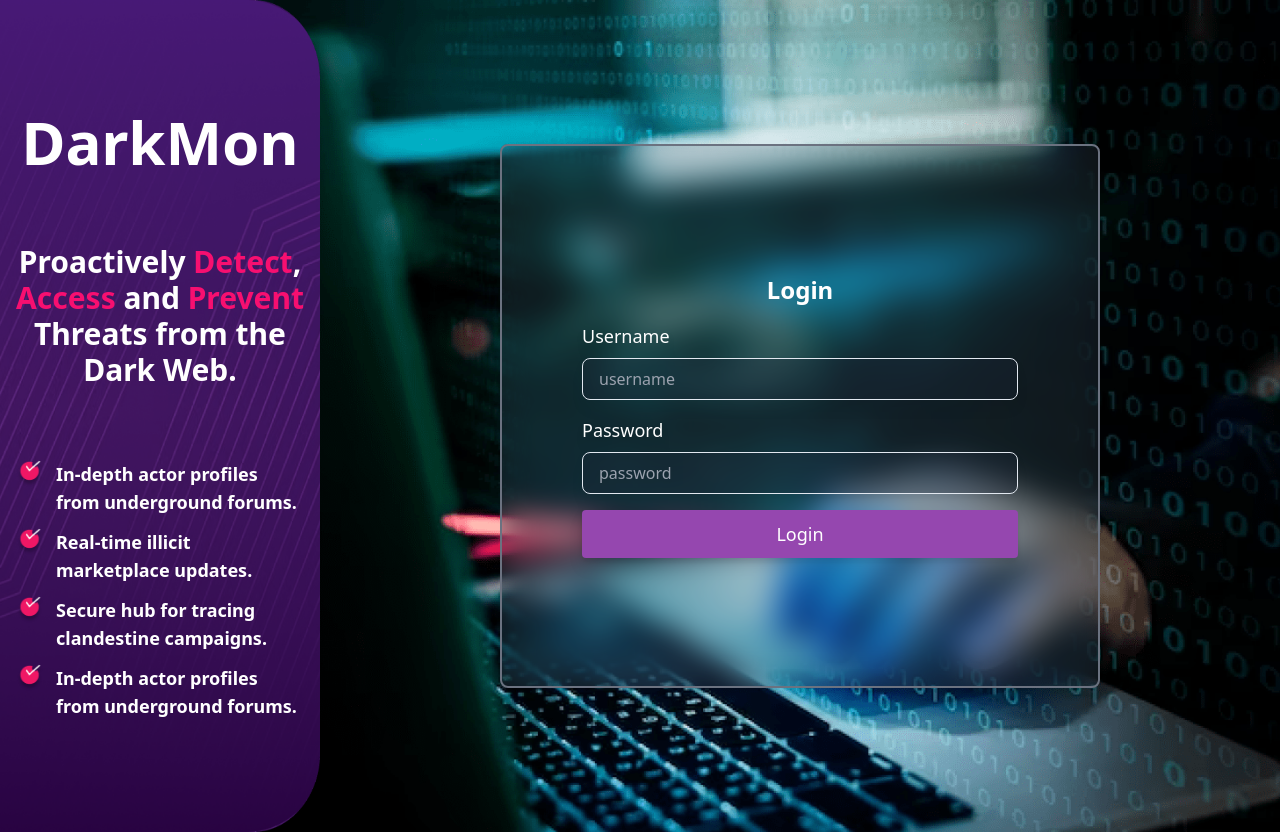 DarkMon
Proactively Detect,
Access and Prevent
Threats from the
Dark Web.
In-depth actor profiles
from underground forums.
Real-time illicit
marketplace updates.
Secure hub for tracing
clandestine campaigns.
In-depth actor profiles
from underground forums.
Login
Username
username
Password
password
Login